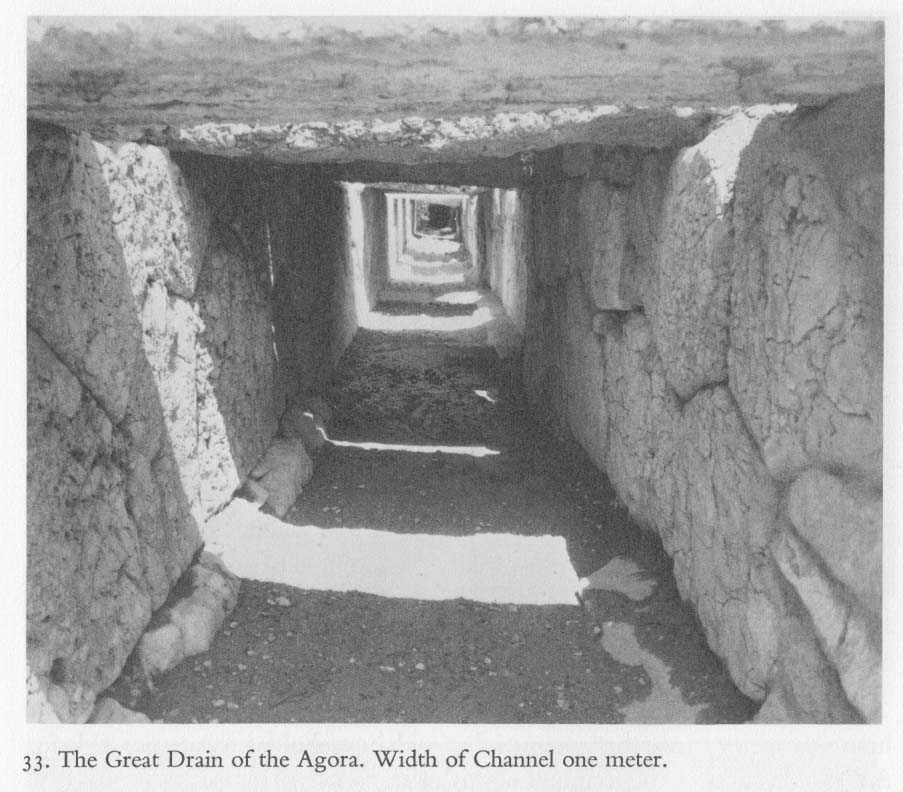 33. The Great Drain of the Agora. Width of Channel one meter.